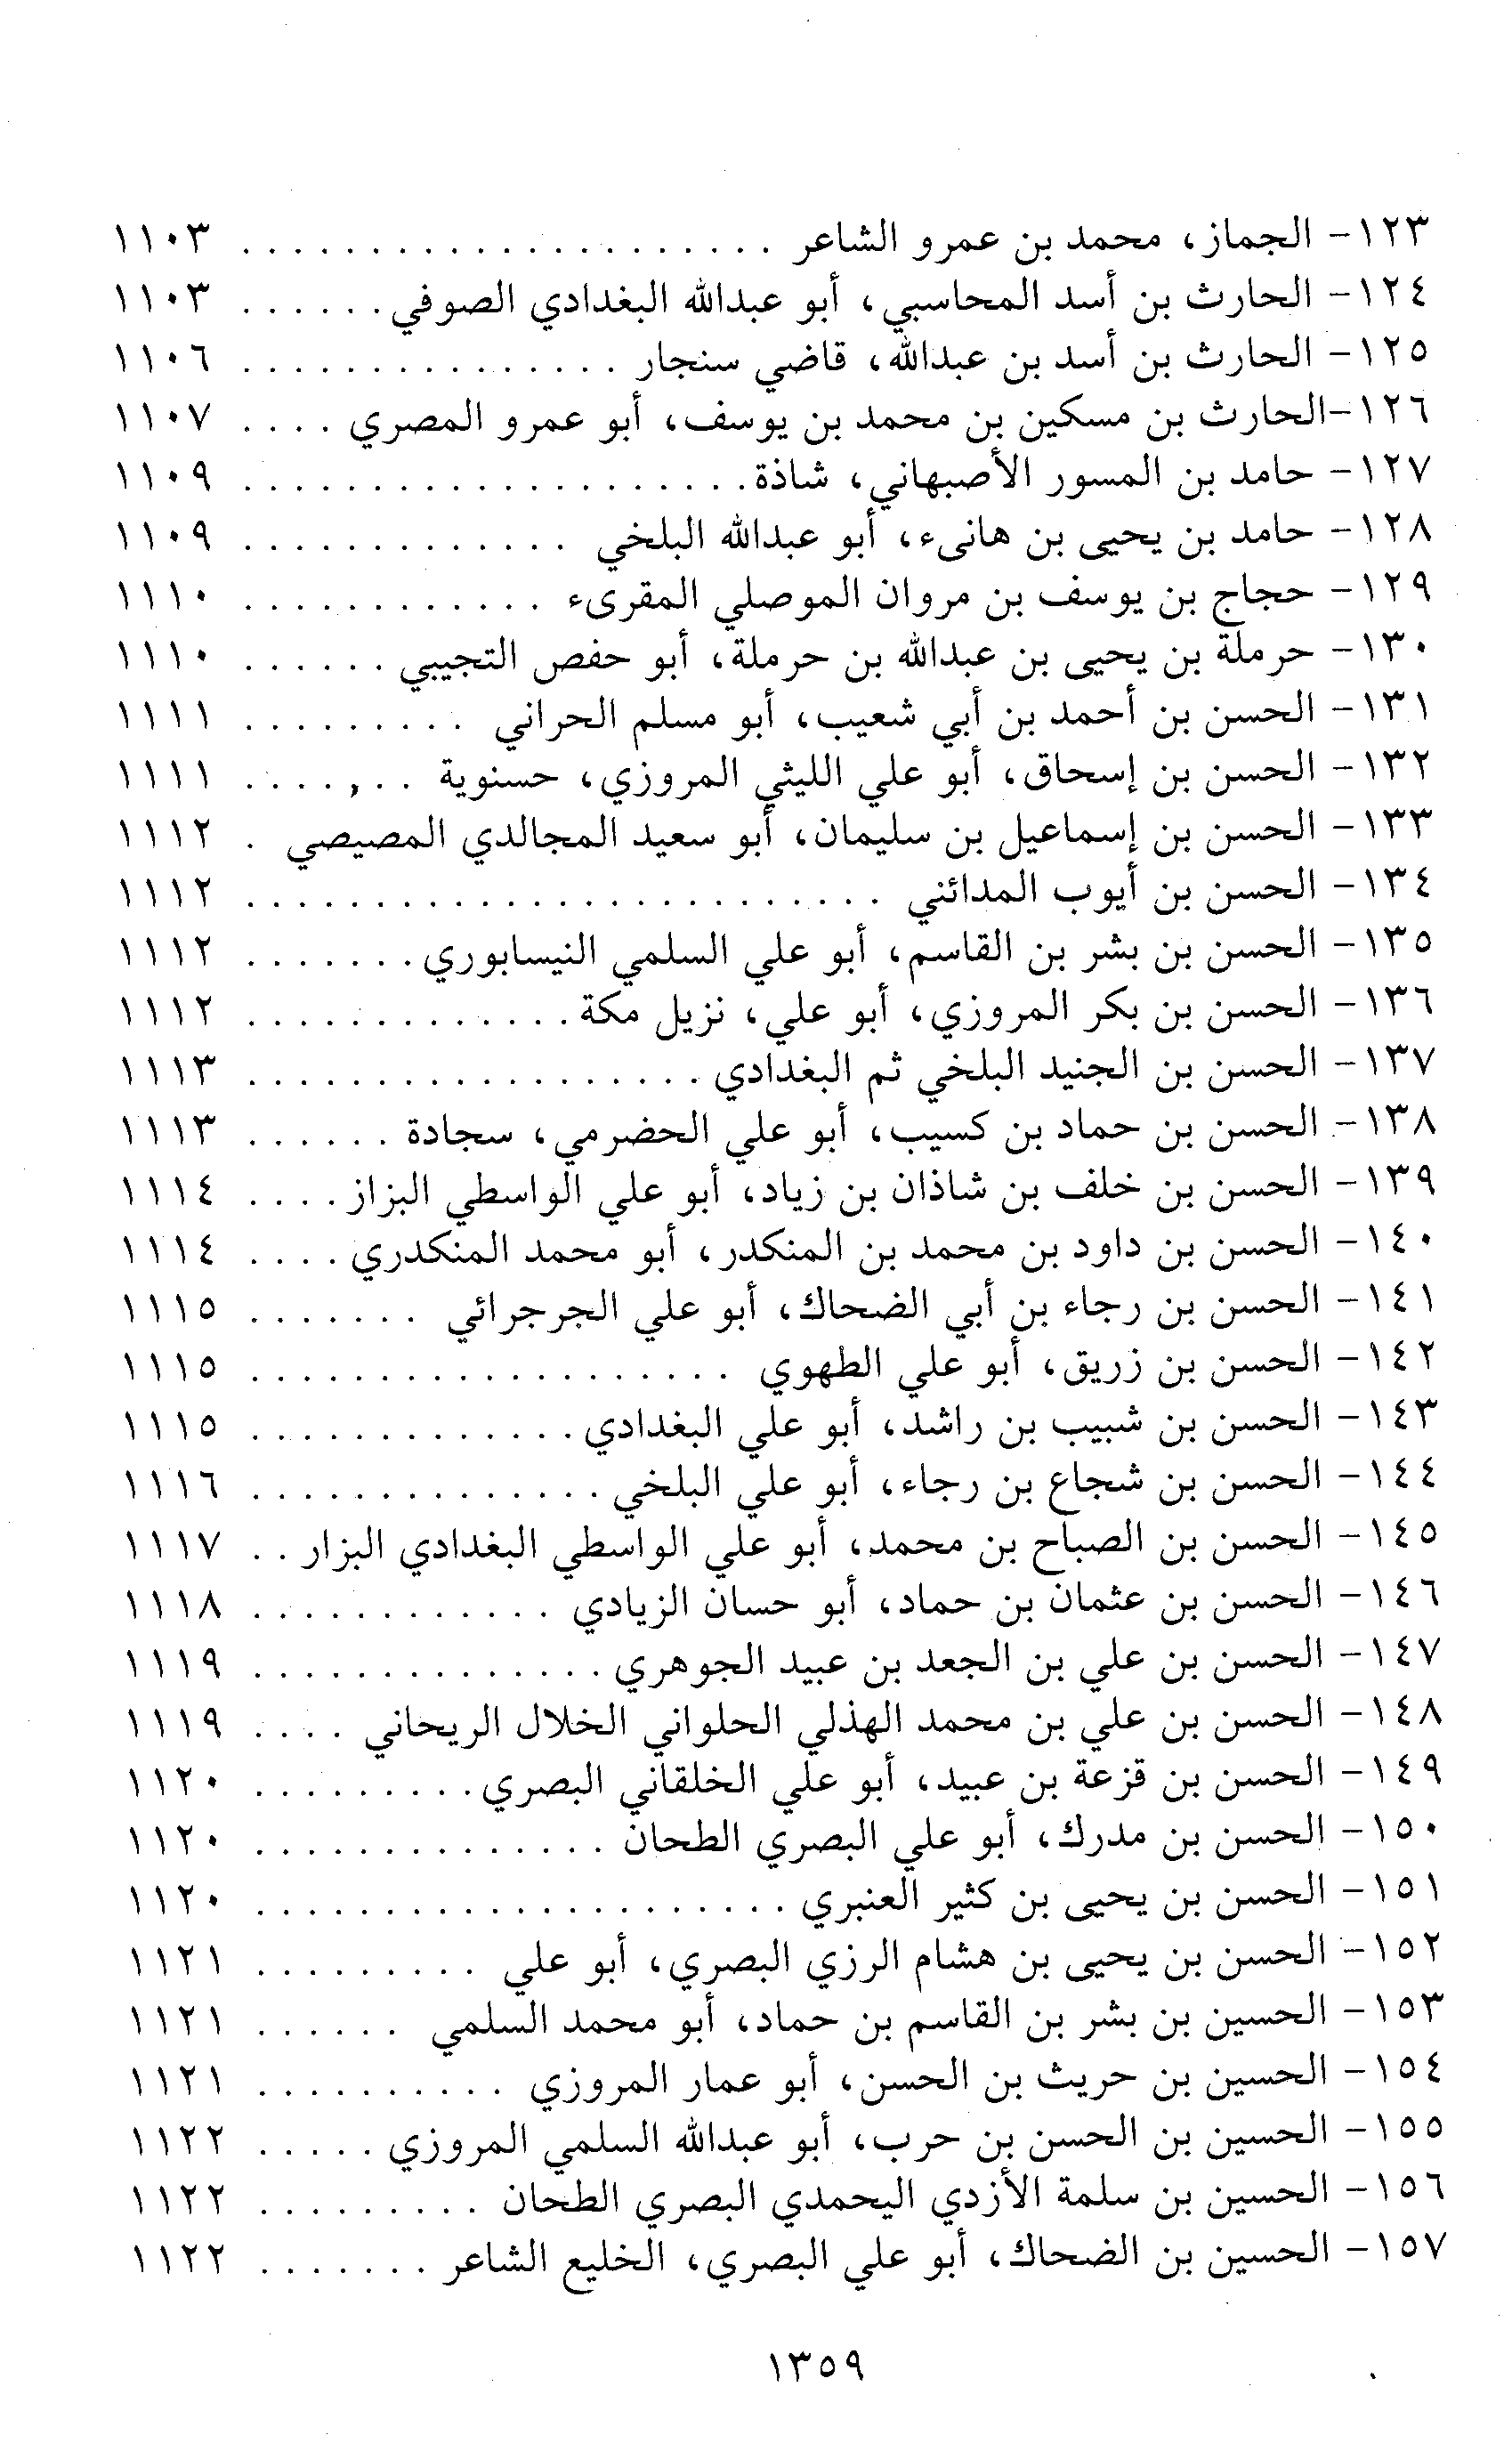 ١٢٣- الجماز، محمد بن عمرو الشاعر . . . . . . . . . . . . . . . . . . . . . ١١٠٣
١٢٤- الحارث بن أسد المحاسبي، أبو عبدالله البغدادي الصوفي . . . . . . ١١٠٣
١٢٥- الحارث بن أسد بن عبدالله، قاضي سنجار . . . . . . . . . . . . . . . ١١٠٦
١٢٦-الحارث بن مسكين بن محمد بن يوسف، أبو عمرو المصري . . . . ١١٠٧
١٢٧- حامد بن المسور الأصبهاني، شاذة . . . . . . . . . . . . . . . . . . . . ١١٠٩
١٢٨- حامد بن يحيى بن هانىء، أبو عبدالله البلخي . . . . . . . . . . . . . ١١٠٩
١٢٩- حجاج بن يوسف بن مروان الموصلي المقرىء . . . . . . . . . . . . ١١١٠
١٣٠- حرملة بن يحيى بن عبدالله بن حرملة، أبو حفص التجيبي . . . . . . ١١١٠
١٣١- الحسن بن أحمد بن أبي شعيب، أبو مسلم الحراني . . . . . . . . . ١١١١
١٣٢- الحسن بن إسحاق، أبو علي الليثي المروزي، حسنوية . . . . . . . ١١١١
١٣٣- الحسن بن إسماعيل بن سليمان، أبو سعيد المجالدي المصيصي . ١١١٢
١٣٤- الحسن بن أيوب المدائني . . . . . . . . . . . . . . . . . . . . . . . . . ١١١٢
١٣٥- الحسن بن بشر بن القاسم، أبو علي السلمي النيسابوري . . . . . . . ١١١٢
١٣٦- الحسن بن بكر المروزي، أبو علي، نزيل مكة . . . . . . . . . . . . . ١١١٢
١٣٧- الحسن بن الجنيد البلخي ثم البغدادي . . . . . . . . . . . . . . . . . . ١١١٣
١٣٨- الحسن بن حماد بن كسيب، أبو علي الحضرمي، سجادة . . . . . . ١١١٣
١٣٩- الحسن بن خلف بن شاذان بن زياد، أبو علي الواسطي البزاز . . . . ١١١٤
١٤٠- الحسن بن داود بن محمد بن المنكدر، أبو محمد المنكدري . . . . ١١١٤
١٤١- الحسن بن رجاء بن أبي الضحاك، أبو علي الجرجرائي . . . . . . . ١١١٥
١٤٢- الحسن بن زريق، أبو علي الطهوي . . . . . . . . . . . . . . . . . . . ١١١٥
١٤٣- الحسن بن شبيب بن راشد، أبو علي البغدادي . . . . . . . . . . . . . ١١١٥
١٤٤- الحسن بن شجاع بن رجاء، أبو علي البلخي . . . . . . . . . . . . . . ١١١٦
١٤٥- الحسن بن الصباح بن محمد، أبو علي الواسطي البغدادي البزار . . ١١١٧
١٤٦- الحسن بن عثمان بن حماد، أبو حسان الزيادي . . . . . . . . . . . . ١١١٨
١٤٧- الحسن بن علي بن الجعد بن عبيد الجوهري . . . . . . . . . . . . . . ١١١٩
١٤٨- الحسن بن علي بن محمد الهذلي الحلواني الخلال الريحاني . . . . ١١١٩
١٤٩- الحسن بن قزعة بن عبيد، أبو علي الخلقاني البصري . . . . . . . . . ١١٢٠
١٥٠- الحسن بن مدرك، أبو علي البصري الطحان . . . . . . . . . . . . . . ١١٢٠
١٥١- الحسن بن يحيى بن كثير العنبري . . . . . . . . . . . . . . . . . . . . . ١١٢٠
١٥٢- الحسن بن يحيى بن هشام الرزي البصري، أبو علي . . . . . . . . . ١١٢١
١٥٣- الحسين بن بشر بن القاسم بن حماد، أبو محمد السلمي . . . . . . ١١٢١
١٥٤- الحسين بن حريث بن الحسن، أبو عمار المروزي . . . . . . . . . . ١١٢١
١٥٥- الحسين بن الحسن بن حرب، أبو عبدالله السلمي المروزي . . . . . ١١٢٢
١٥٦- الحسين بن سلمة الأزدي اليحمدي البصري الطحان . . . . . . . . . ١١٢٢
١٥٧- الحسين بن الضحاك، أبو علي البصري، الخليع الشاعر . . . . . . . ١١٢٢
١٣٥٩